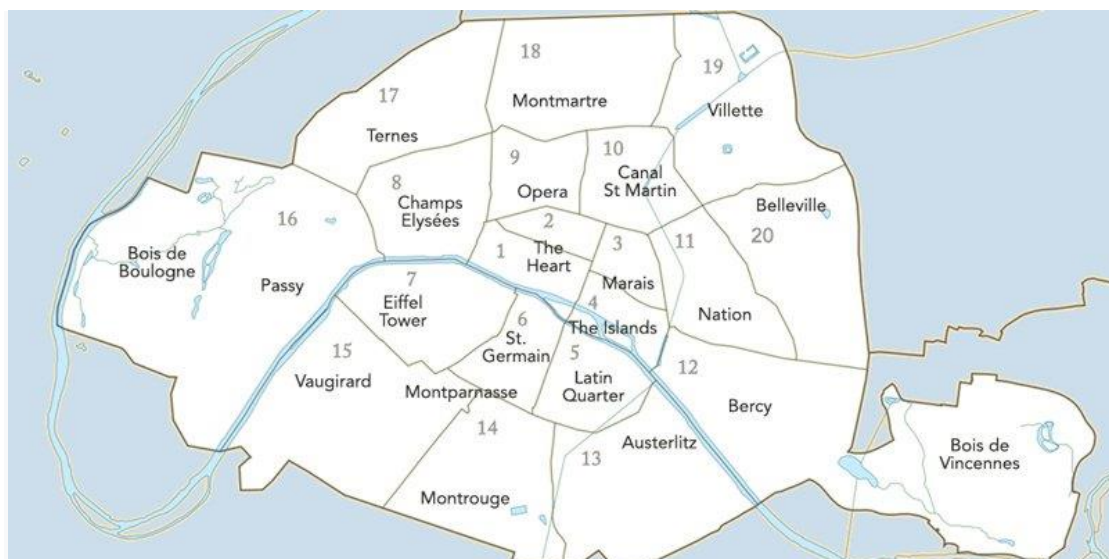 18
17
19
Montmartre
Villette
Ternes
9
10
8
Canal
St Martin
Opera
Champs
Elysées
Belleville
16
2
3
11
20
1
The
Heart
Bois de
Boulogne
Passy
7
Eiffel
Tower
Marais
4
The Islands
Nation
6
St.
Germain
15
5
12
Vaugirard
Latin
Quarter
Montparnasse
Bercy
14
13
Austerlitz
Bois de
Vincennes
Montrouge